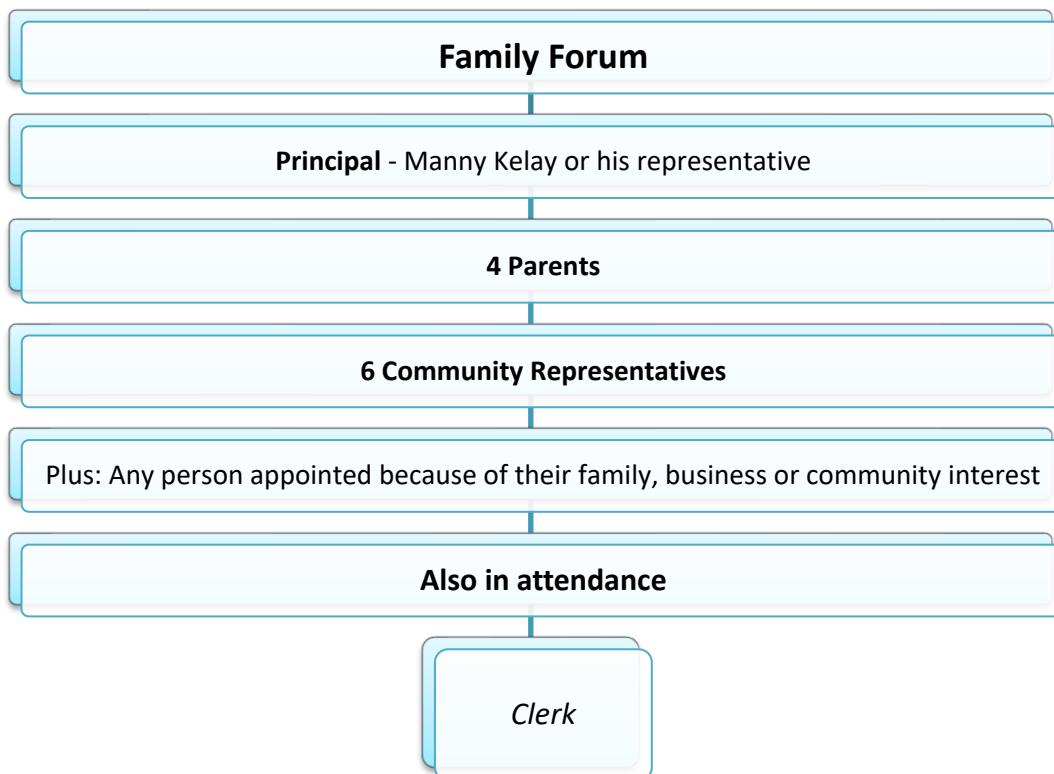 Family Forum
Principal - Manny Kelay or his representative
4 Parents
6 Community Representatives
Plus: Any person appointed because of their family, business or community interest
Also in attendance
Clerk